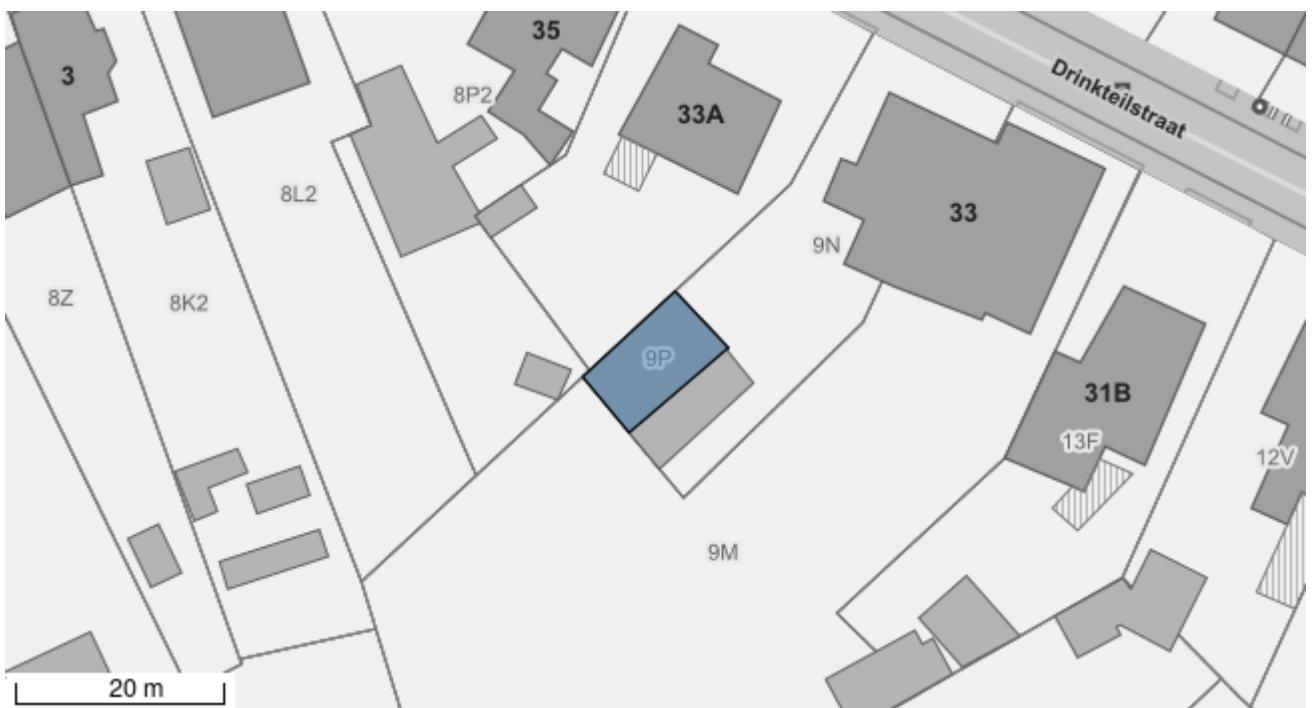 35
3
Drinkteilstraat
8P2
33A
8L2
33
9N
8Z
8K2
9P
31B
13F
12V
9M
20 m